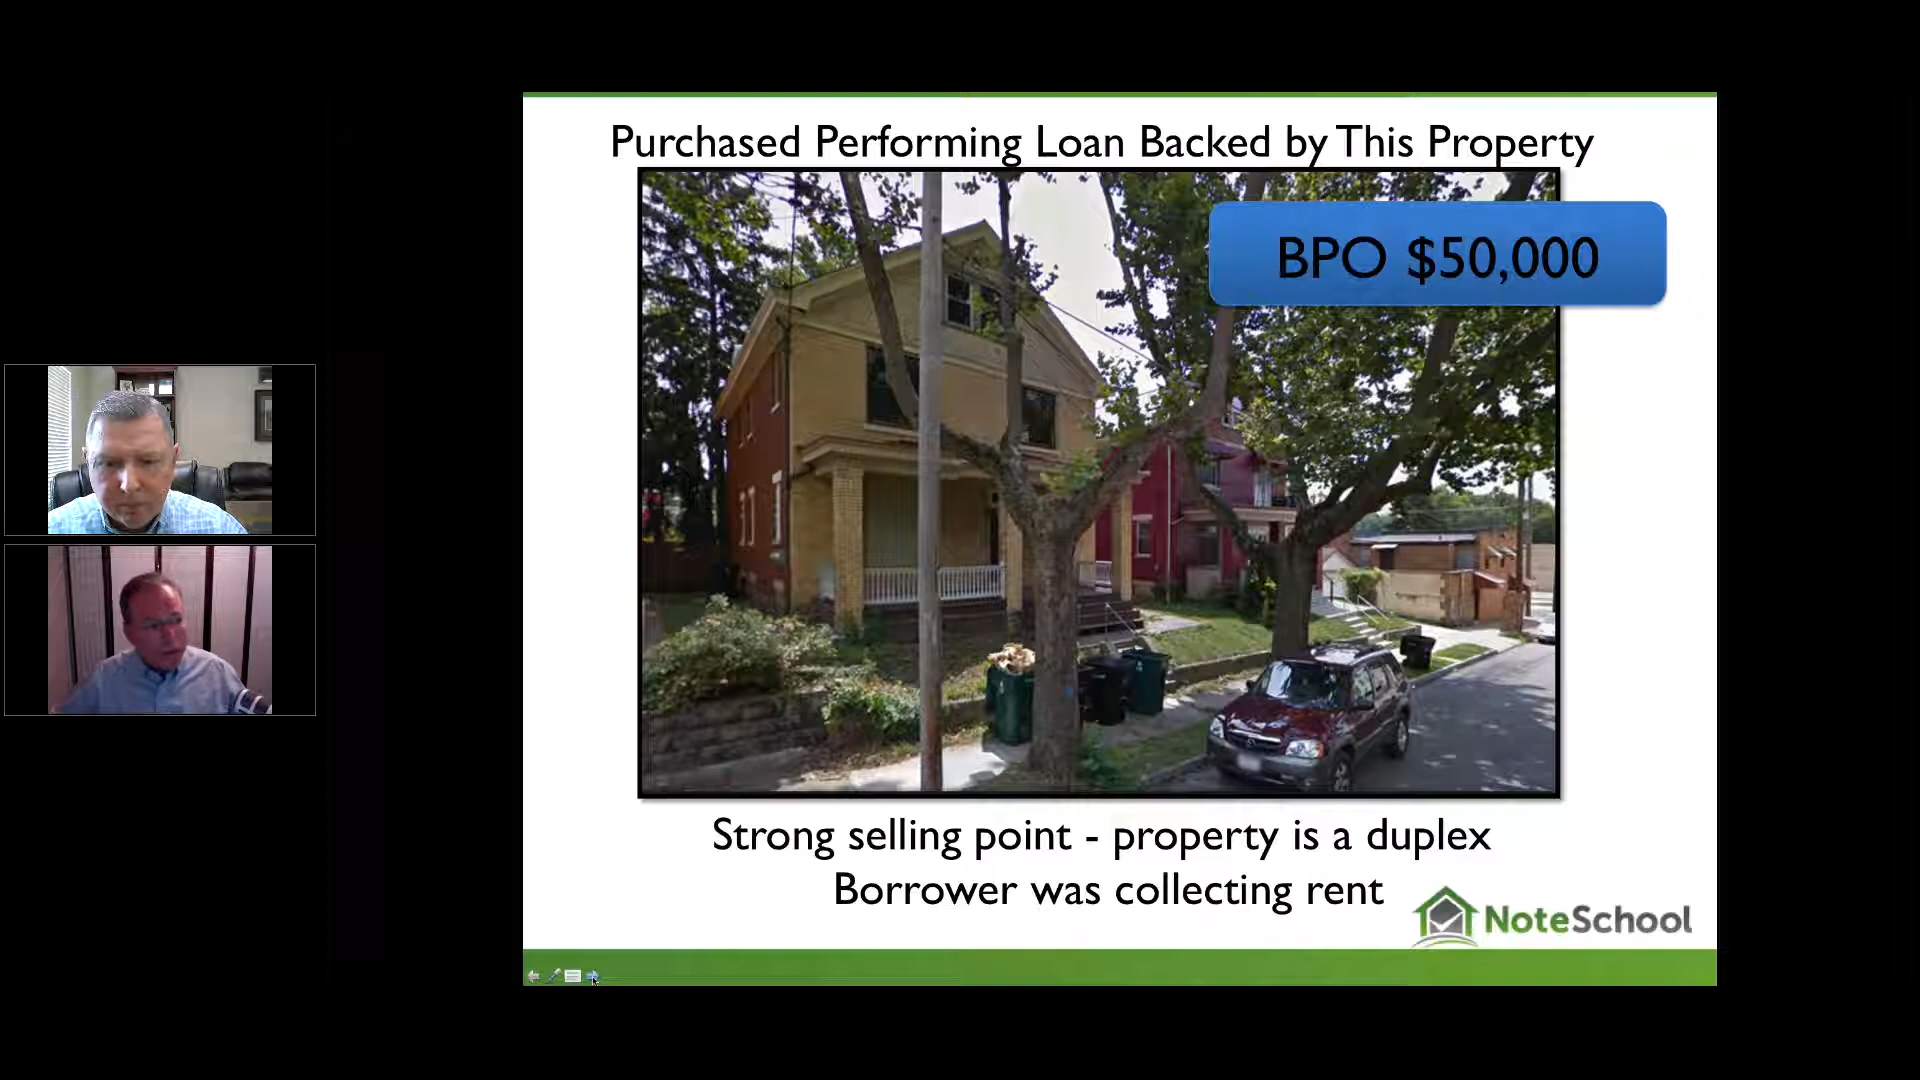 Purchased Performing Loan Backed by This Property
BPO $50,000
Strong selling point - property is a duplex
Borrower was collecting rent
NoteSchool